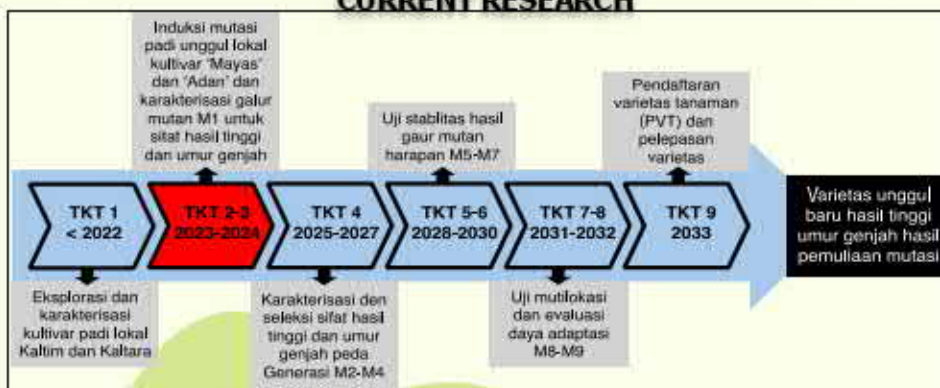 CURRENT RESEARCH
Induksi mutasi
padi unggul lokal
kultivar 'Mayas'
dan 'Adan' dan
karakterisasi galur
mutan M1 untuk
sifat hasil tinggi
dan umur genjah
Uji stablitas hasil
gaur mutan
harapan M5-M7
Pendaftaran
varietas tanaman
(PVT) dan
pelepasan
varietas
TKT 1
< 2022
TKT 2-3
2023-2024
TKT 4
2025-2027
TKT 5-6
2028-2030
TKT 7-8
2031-2032
TKT 9
2033
Varietas unggul
baru hasil tinggi
umur genjah hasil
pemuliaan mutasi
Eksplorasi dan
karakterisasi
kultivar padi lokal
Kaltim dan Kaltara
Karakterisasi den
seleksi sifat hasil
tinggi dan umur
genjah peda
Generasi M2-M4
Uji mutilokasi
dan evaluasi
daya adaptasi
M8-M9